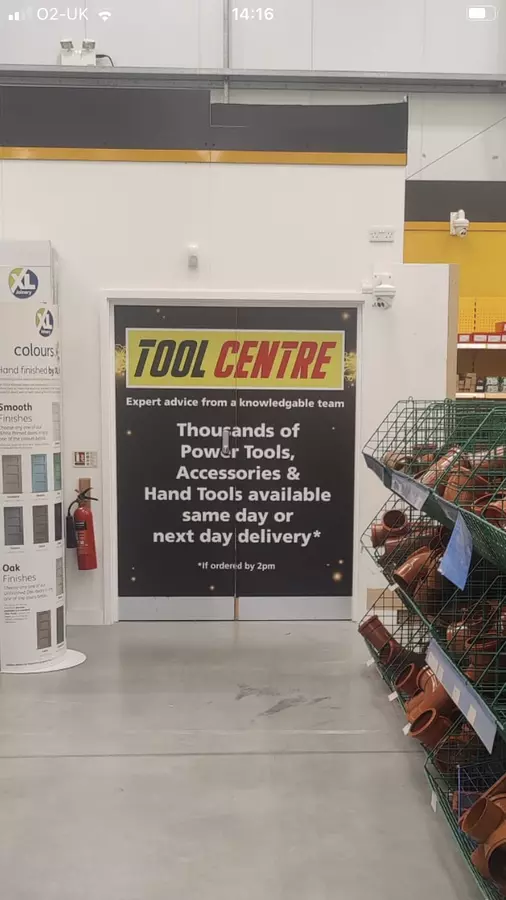 O2-UK
14:16
XL
Joinery
XL
colours
Hand finished by
Smooth
Finishes
Oak
Finishes
TOOL CENTRE
Expert advice from a knowledgable team
Thousands of
Power Tools,
Accessories &
Hand Tools available
same day or
next day delivery*
*If ordered by 2pm